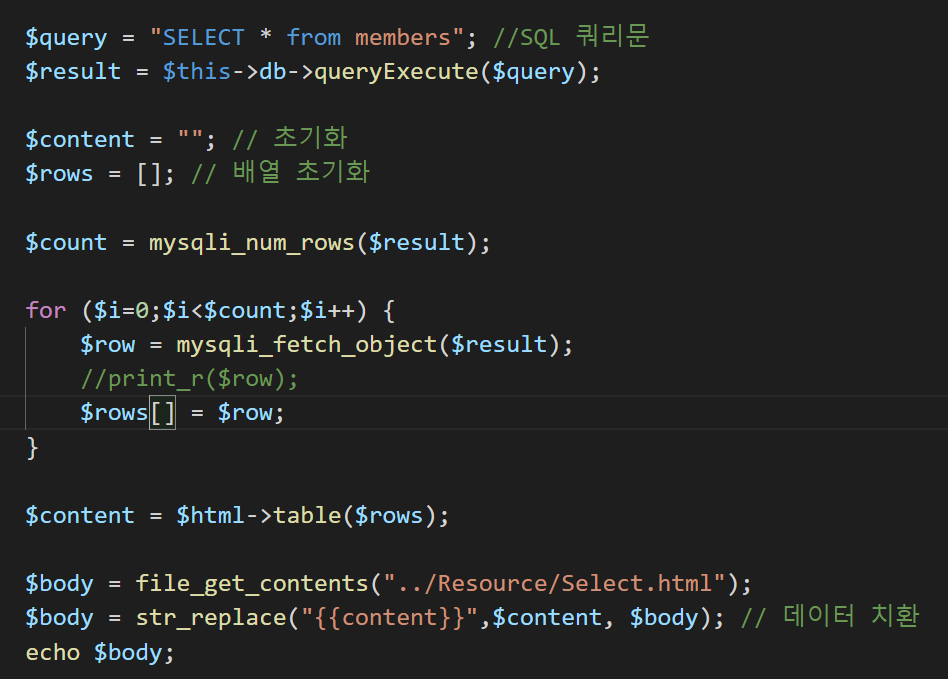 $query = "SELECT * from members"; //SQL 쿼리문
$result = $this->db->queryExecute($query);
$content = ""; // 초기화
$rows = []; // 배열 초기화
$count = mysqli_num_rows($result);
for ($i=0;$i<$count;$i++) {
$row = mysqli_fetch_object($result);
//print_r($row);
$rows[] = $row;
}
$content = $html->table($rows);
$body = file_get_contents("../Resource/Select.html");
$body = str_replace("{{content}}",$content, $body); // 데이터 치환
echo $body;